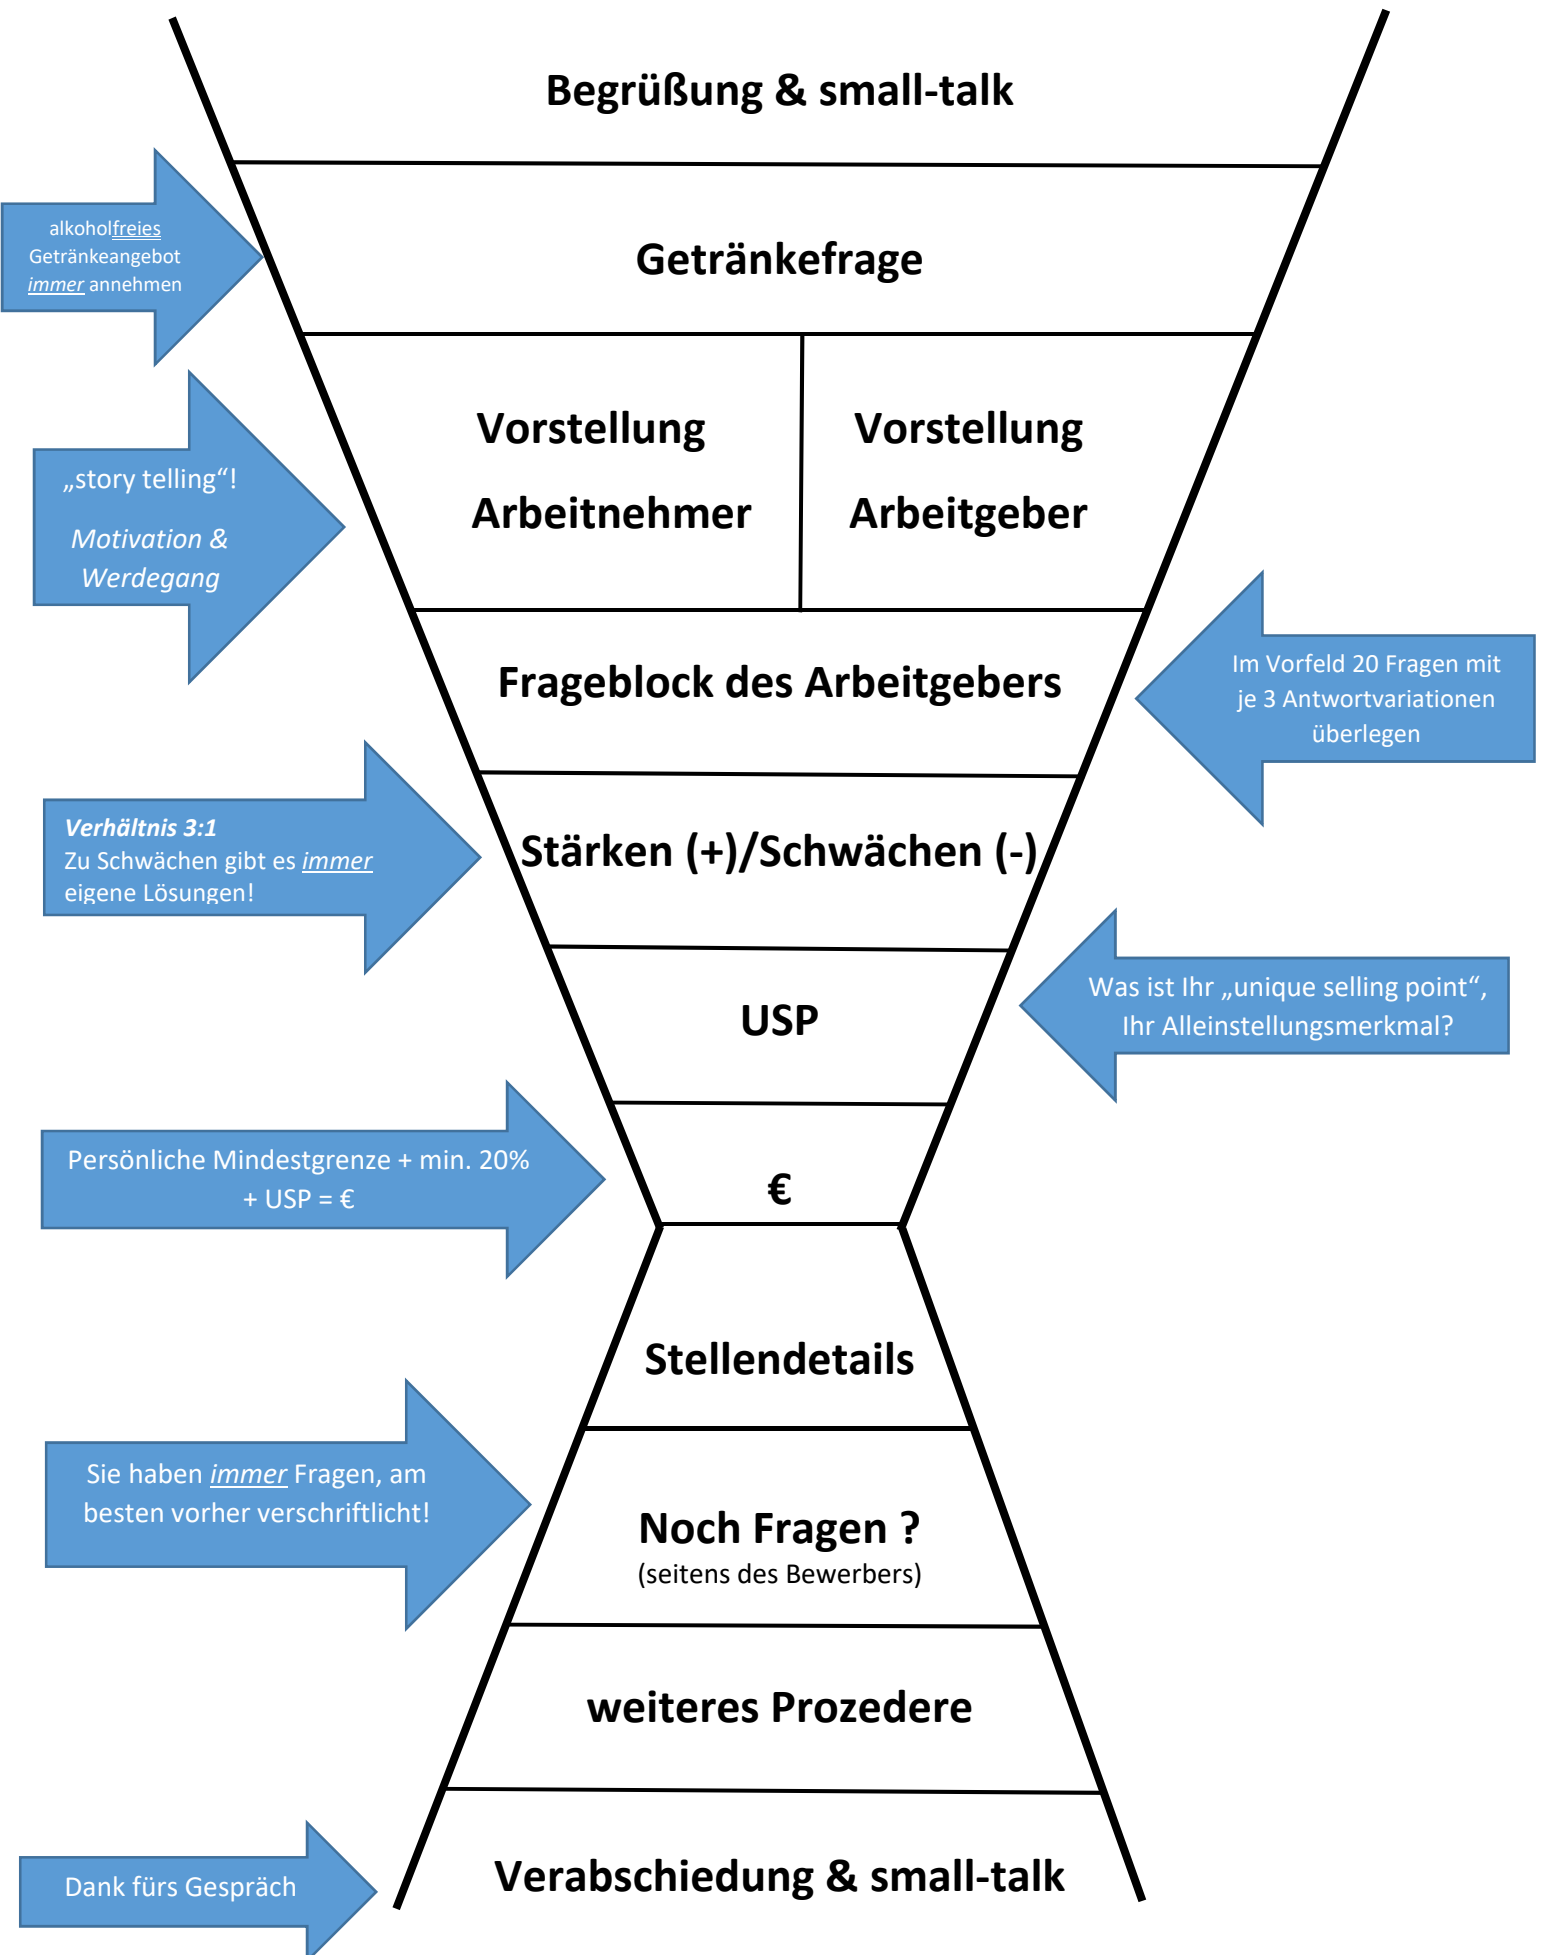 Begrüßung & small-talk
alkoholfreies
Getränkeangebot
immer annehmen
Getränkefrage
„story telling“!
Motivation &
Werdegang
Vorstellung
Arbeitnehmer
Vorstellung
Arbeitgeber
Frageblock des Arbeitgebers
Im Vorfeld 20 Fragen mit
je 3 Antwortvariationen
überlegen
Verhältnis 3:1
Zu Schwächen gibt es immer
eigene Lösungen!
Stärken (+)/Schwächen (-)
USP
Was ist Ihr „unique selling point“,
Ihr Alleinstellungsmerkmal?
Persönliche Mindestgrenze + min. 20%
+ USP = €
€
Stellendetails
Sie haben immer Fragen, am
besten vorher verschriftlicht!
Noch Fragen ?
(seitens des Bewerbers)
weiteres Prozedere
Dank fürs Gespräch
Verabschiedung & small-talk